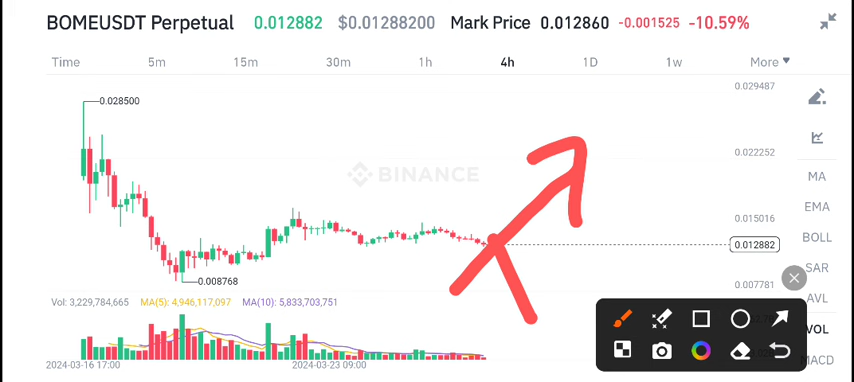 BOMEUSDT Perpetual 0.012882 $0.01288200 Mark Price 0.012860 -0.001525 -10.59%
Time 5m 15m 30m 1h 4h 1D 1w More
0.029487
0.028500
0.022252
BINANCE
MA
EMA
0.015016
BOLL
0.012882
SAR
0.008768
0.007781
Vol: 3,229,784,665 MA(5): 4,946,117,097 MA(10): 5,833,703,751
AVL
VOL
MACD
2024-03-16 17:00 2024-03-23 09:00